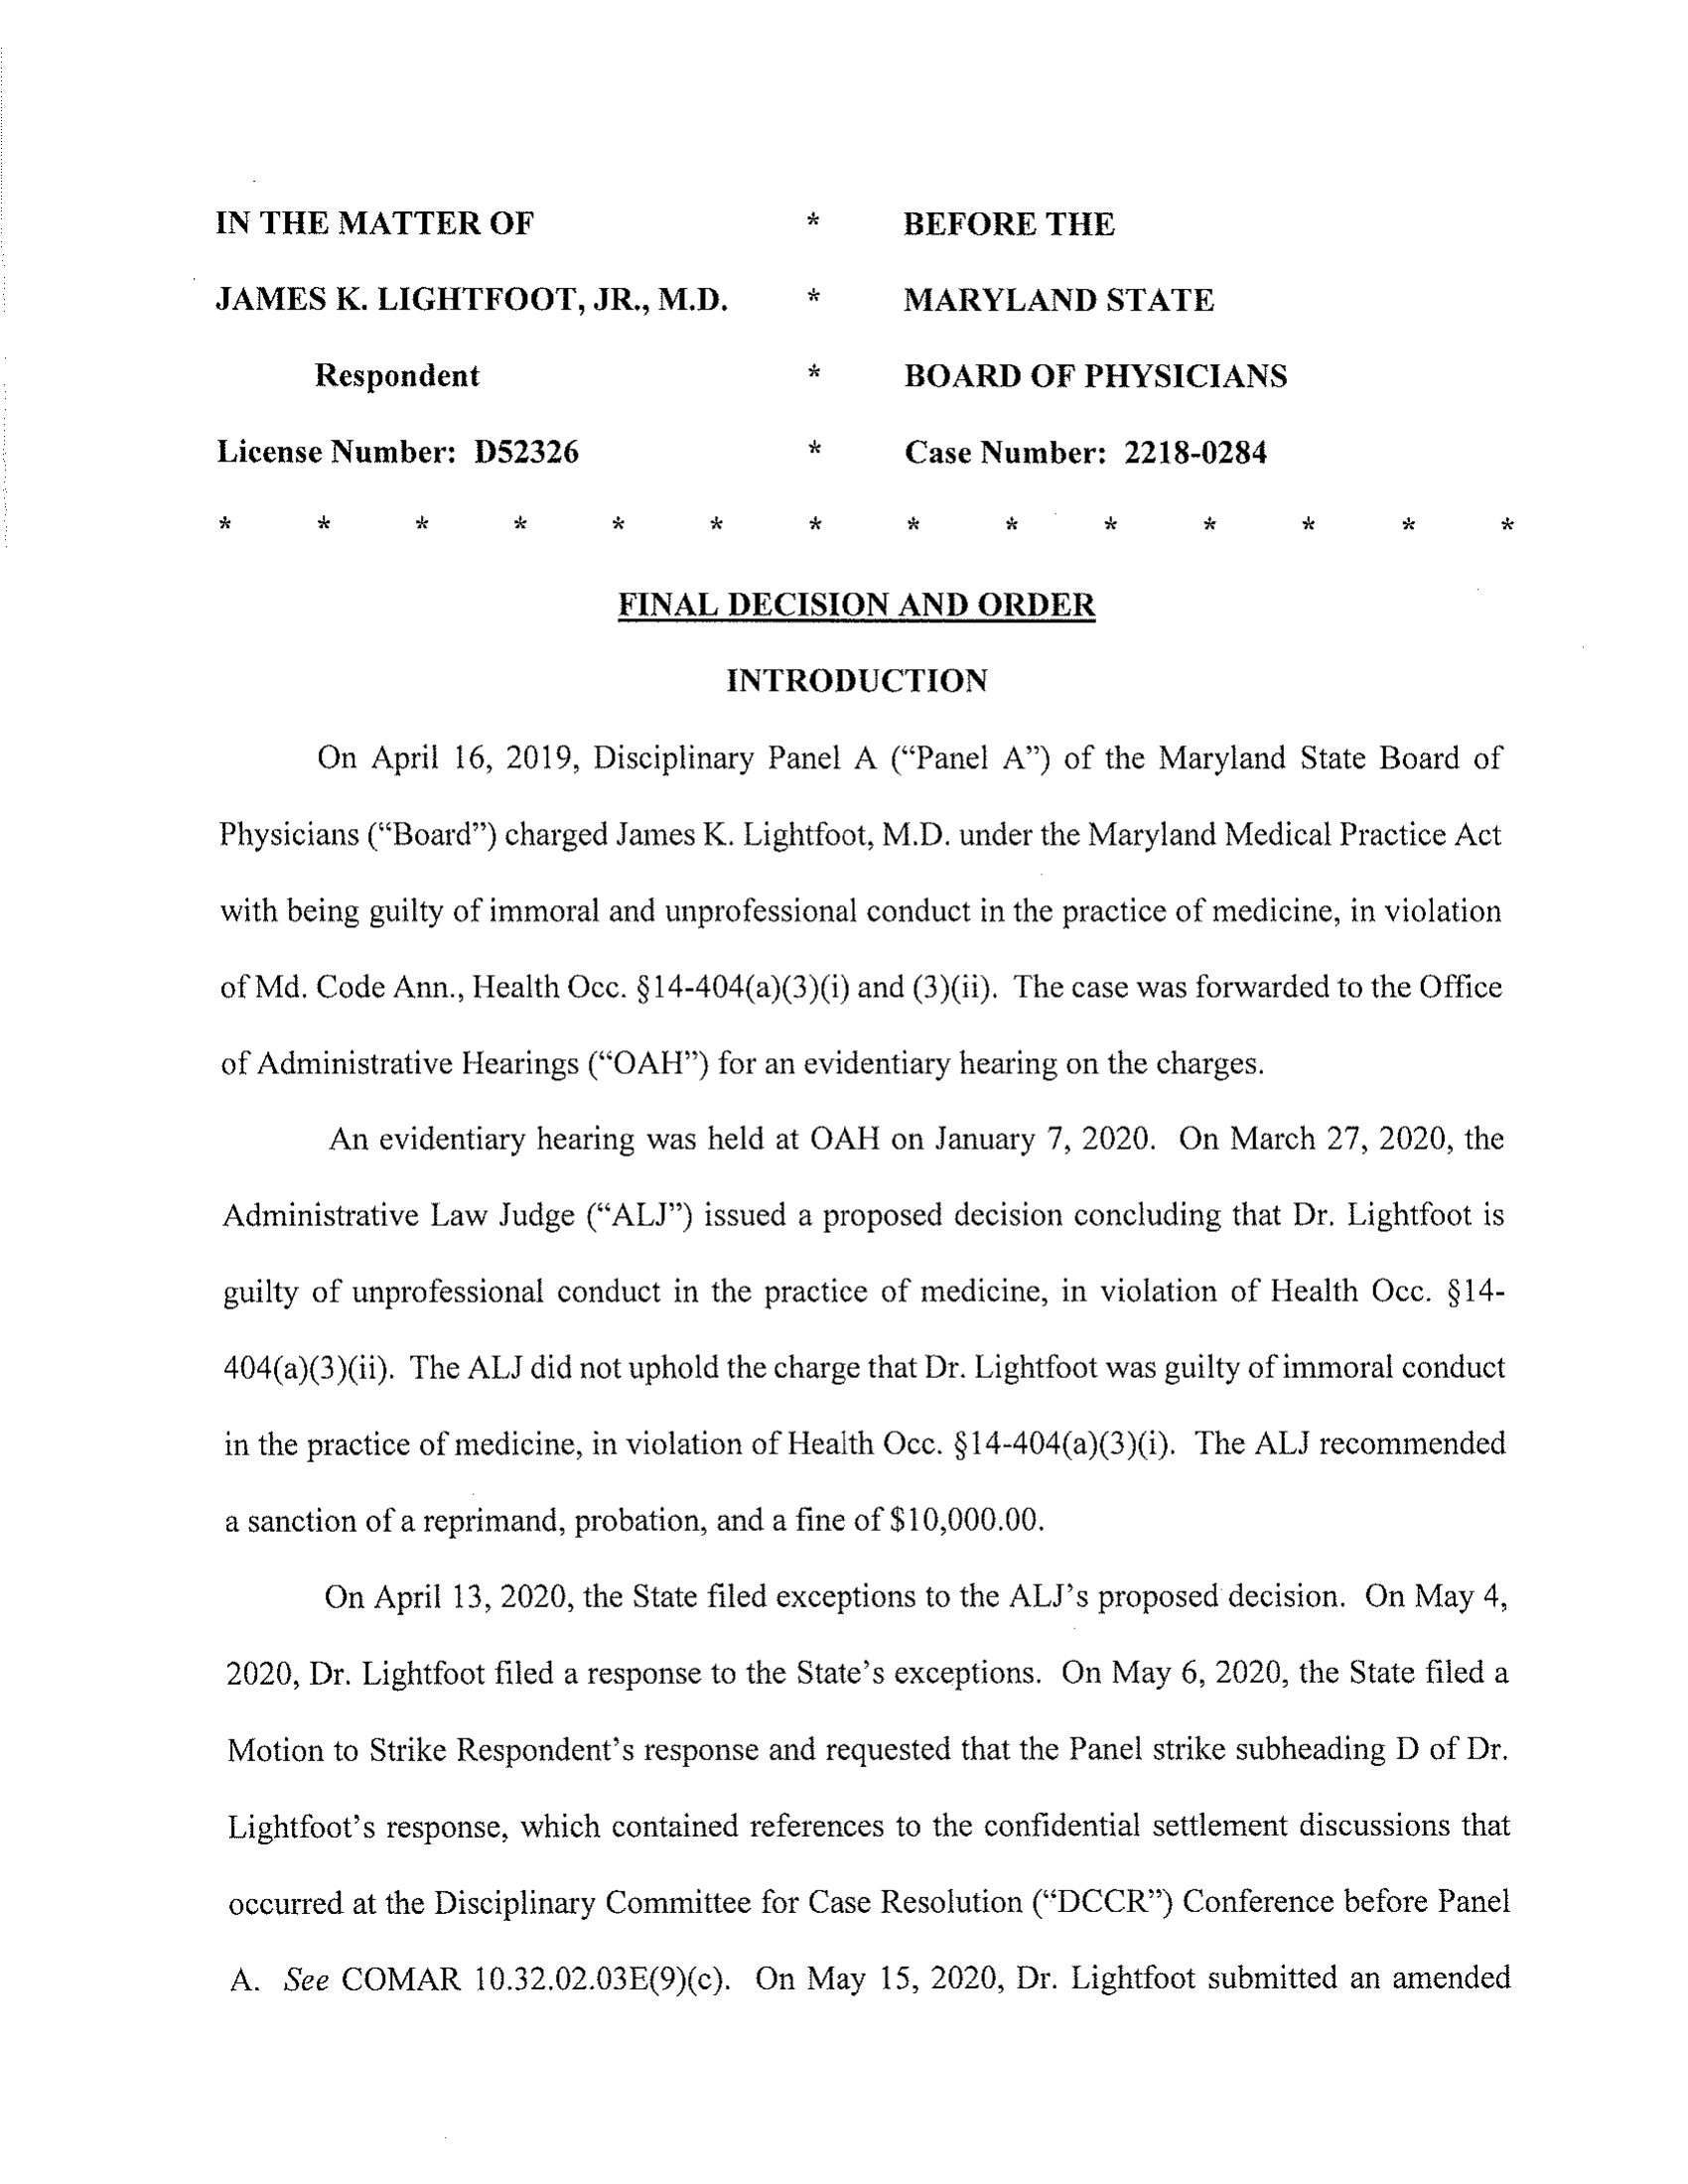 IN THE MATTER OF * BEFORE THE
JAMES K. LIGHTFOOT, JR., M.D. * MARYLAND STATE
Respondent * BOARD OF PHYSICIANS
License Number: D52326 * Case Number: 2218-0284
* * * * * * * * * * * * * *
FINAL DECISION AND ORDER
INTRODUCTION
On April 16, 2019, Disciplinary Panel A (“Panel A”) of the Maryland State Board of
Physicians (“Board”) charged James K. Lightfoot, M.D. under the Maryland Medical Practice Act
with being guilty of immoral and unprofessional conduct in the practice of medicine, in violation
of Md. Code Ann., Health Occ. §14-404(a)(3)(i) and (3)(ii). The case was forwarded to the Office
of Administrative Hearings (“OAH”) for an evidentiary hearing on the charges.
An evidentiary hearing was held at OAH on January 7, 2020. On March 27, 2020, the
Administrative Law Judge (“ALJ”) issued a proposed decision concluding that Dr. Lightfoot is
guilty of unprofessional conduct in the practice of medicine, in violation of Health Occ. §14-
404(a)(3)(ii). The ALJ did not uphold the charge that Dr. Lightfoot was guilty of immoral conduct
in the practice of medicine, in violation of Health Occ. §14-404(a)(3)(i). The ALJ recommended
a sanction of a reprimand, probation, and a fine of $10,000.00.
On April 13, 2020, the State filed exceptions to the ALJ’s proposed decision. On May 4,
2020, Dr. Lightfoot filed a response to the State’s exceptions. On May 6, 2020, the State filed a
Motion to Strike Respondent’s response and requested that the Panel strike subheading D of Dr.
Lightfoot’s response, which contained references to the confidential settlement discussions that
occurred at the Disciplinary Committee for Case Resolution (“DCCR”) Conference before Panel
A. See COMAR 10.32.02.03E(9)(c). On May 15, 2020, Dr. Lightfoot submitted an amended